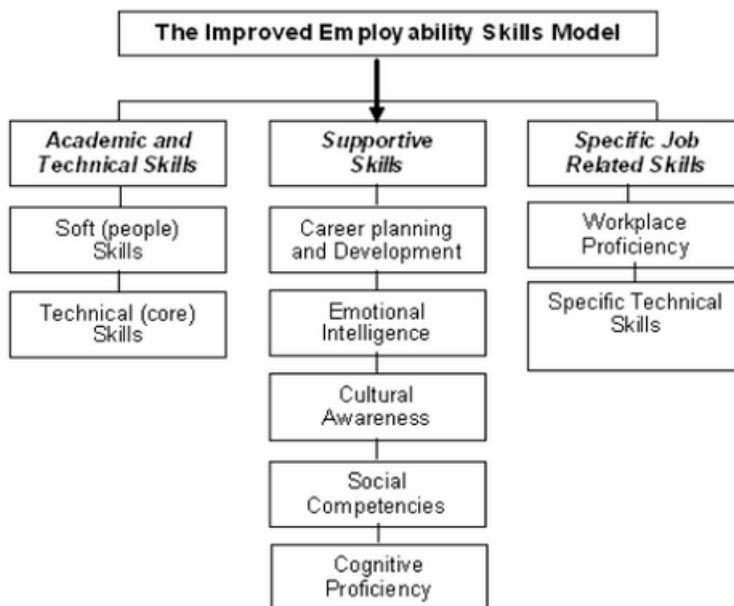 The Improved Employability Skills Model
Academic and
Technical Skills
Soft (people)
Skills
Technical (core)
Skills
Supportive
Skills
Career planning
and Development
Emotional
Intelligence
Cultural
Awareness
Social
Competencies
Cognitive
Proficiency
Specific Job
Related Skills
Workplace
Proficiency
Specific Technical
Skills